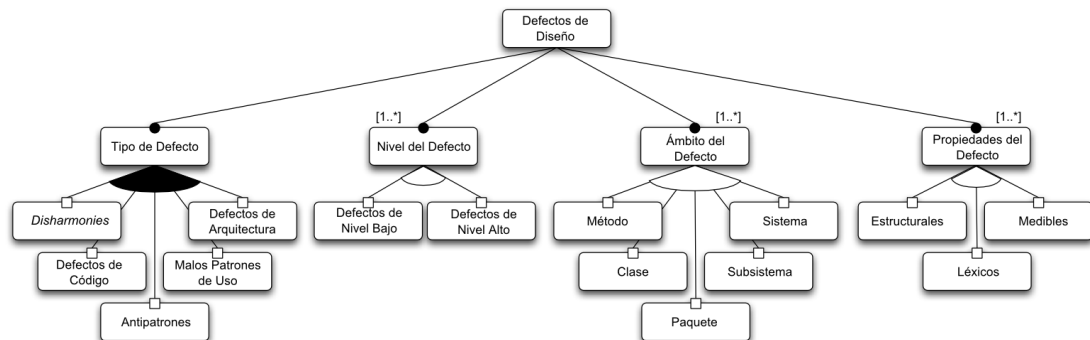 Defectos de
Diseño
[1..*]
[1..*]
[1..*]
Tipo de Defecto
Nivel del Defecto
Ámbito del
Defecto
Propiedades del
Defecto
Disharmonies
Defectos de
Arquitectura
Defectos de
Nivel Bajo
Defectos de
Nivel Alto
Método
Sistema
Estructurales
Medibles
Defectos de
Código
Malos Patrones
de Uso
Clase
Subsistema
Léxicos
Antipatrones
Paquete